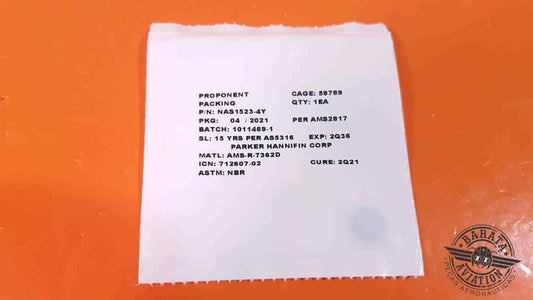 PROPONENT CAGE: 59789
PACKING QTY: 1EA
P/N: NAS1523-4Y
PKG: 04 / 2021 PER AMS2817
BATCH: 1011469-1
SL: 15 YRS PER AS5316 EXP: 2Q36
PARKER HANNIFIN CORP
MATL: AMS-R-7362D
ICN: 712607-02 CURE: 2Q21
ASTM: NBR
BARATA
AVIATION
PEÇAS AERONAUTICAS